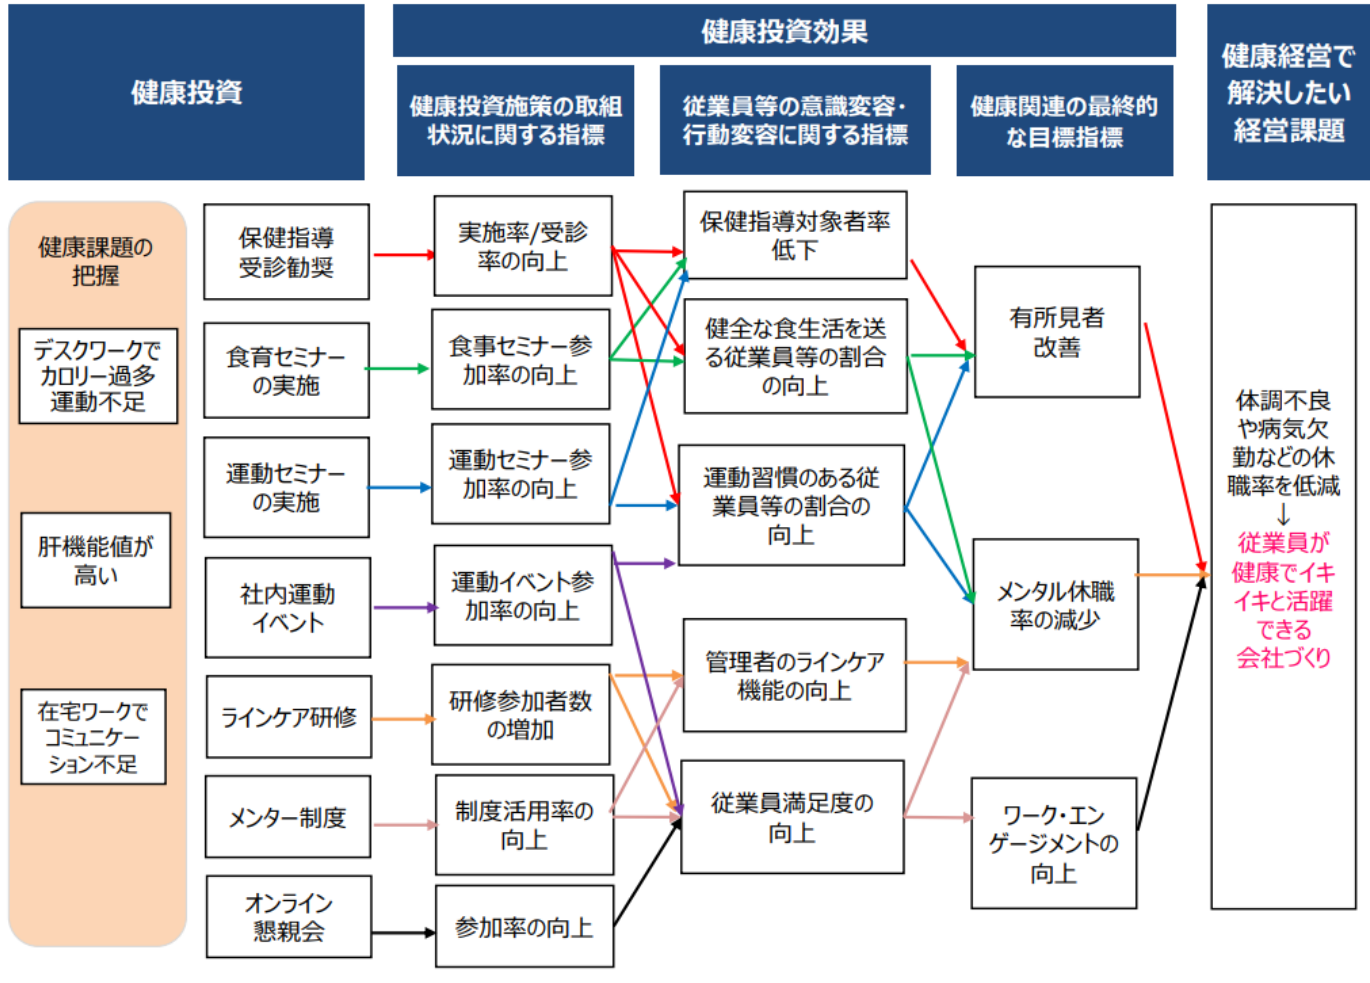 健康投資
健康投資効果
健康投資施策の取組
状況に関する指標
従業員等の意識変容・
行動変容に関する指標
健康関連の最終的
な目標指標
健康経営で
解決したい
経営課題
健康課題の
把握
デスクワークで
カロリー過多
運動不足
肝機能値が
高い
在宅ワークで
コミュニケー
ション不足
保健指導
受診勧奨
食育セミナー
の実施
運動セミナー
の実施
社内運動
イベント
ラインケア研修
メンター制度
オンライン
懇親会
実施率/受診
率の向上
食事セミナー参
加率の向上
運動セミナー参
加率の向上
運動イベント参
加率の向上
研修参加者数
の増加
制度活用率の
向上
参加率の向上
保健指導対象者率
低下
健全な食生活を送
る従業員等の割合
の向上
運動習慣のある従
業員等の割合の
向上
管理者のラインケア
機能の向上
従業員満足度の
向上
有所見者
改善
メンタル休職
率の減少
ワーク・エン
ゲージメントの
向上
体調不良
や病気欠
勤などの休
職率を低減
↓
従業員が
健康でイキ
イキと活躍
できる
会社づくり